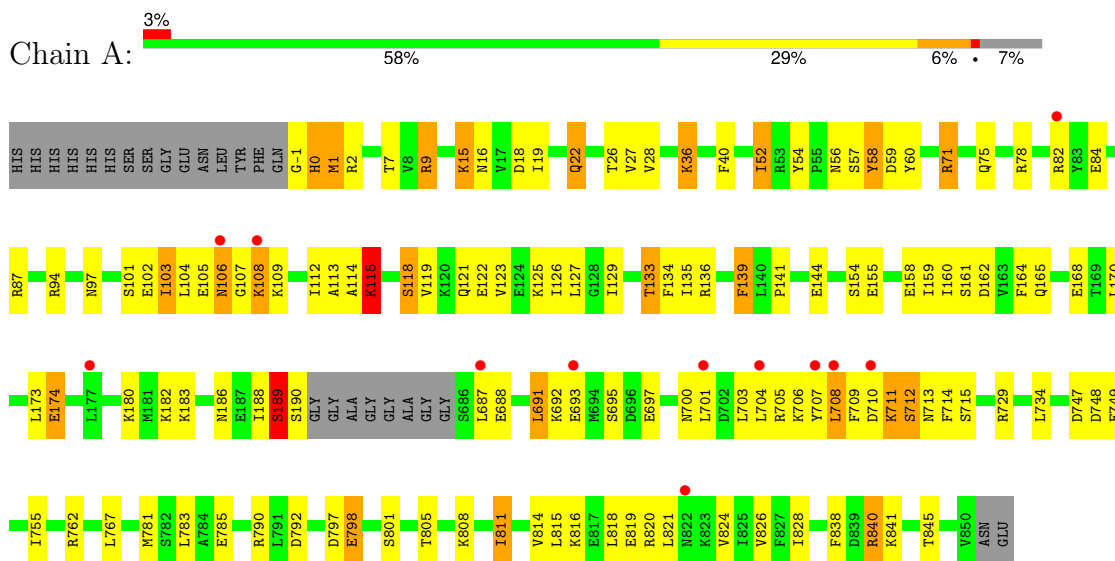 3%
Chain A:
58% 29% 6% • 7%
HIS HIS HIS HIS HIS HIS SER SER GLY GLU ASN LEU TYR PHE GLN G-1 H0 M1 R2 T7 V8 R9 K15 N16 V17 D18 I19 Q22 T26 V27 V28 K36 F40 I52 R53 Y54 P55 N56 S57 Y58 D59 Y60 R71 Q75 R78 R82 Y83 E84
R87 R94 N97 S101 E102 I103 L104 E105 N106 G107 K108 K109 I112 A113 A114 K115 S118 V119 K120 Q121 E122 V123 E124 K125 I126 L127 G128 I129 T133 F134 I135 R136 F139 L140 P141 E144 S154 E155 E158 I159 I160 S161 D162 V163 F164 Q165 E168 T169 L170
L173 E174 L177 K180 M181 K182 K183 N186 E187 I188 S189 S190 GLY GLY ALA GLY GLY ALA GLY GLY S686 L687 E688 L691 K692 E693 M694 S695 D696 E697 N700 L701 D702 L703 L704 R705 K706 Y707 L708 F709 D710 K711 S712 N713 F714 S715 R729 L734 D747 D748 E749
I755 R762 L767 M781 S782 L783 A784 E785 R790 L791 D792 D797 E798 S801 T805 K808 I811 V814 L815 K816 E817 L818 E819 R820 L821 N822 K823 V824 I825 V826 F827 I828 F838 D839 R840 K841 T845 V850 ASN GLU